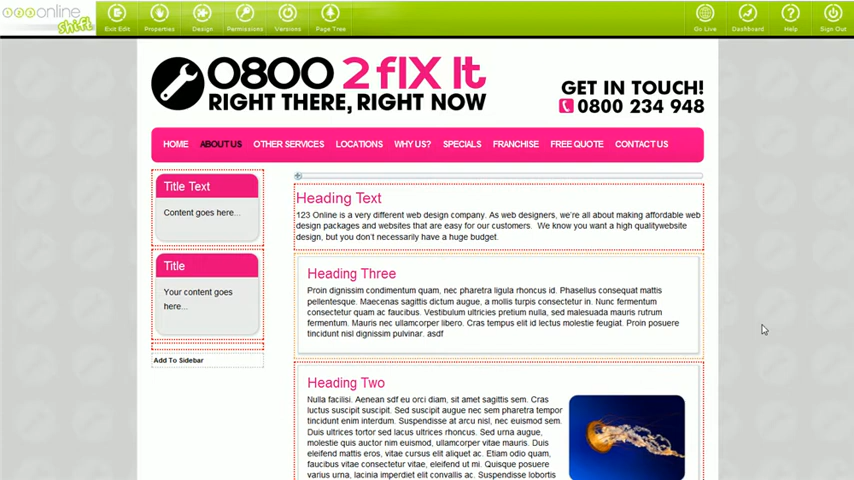 123online shift
Exit Edit Properties Design Permissions Versions Page Tree Go Live Dashboard Help Sign Out
0800 2 fix It
RIGHT THERE, RIGHT NOW
GET IN TOUCH!
0800 234 948
HOME ABOUT US OTHER SERVICES LOCATIONS WHY US? SPECIALS FRANCHISE FREE QUOTE CONTACT US
Title Text
Content goes here...
Title
Your content goes
here...
Add To Sidebar
Heading Text
123 Online is a very different web design company. As web designers, we're all about making affordable web
design packages and websites that are easy for our customers. We know you want a high qualitywebsite
design, but you don't necessarily have a huge budget.
Heading Three
Proin dignissim condimentum quam, nec pharetra ligula rhoncus id. Phasellus consequat mattis
pellentesque. Maecenas sagittis dictum augue, a mollis turpis consectetur in. Nunc fermentum
consectetur quam ac faucibus. Vestibulum ultricies pretium nulla, sed malesuada mauris rutrum
fermentum. Mauris nec ullamcorper libero. Cras tempus elit id lectus molestie feugiat. Proin posuere
tincidunt nisl dignissim pulvinar. asdf
Heading Two
Nulla facilisi. Aenean sdf eu orci diam, sit amet sagittis sem. Cras
luctus suscipit suscipit. Sed suscipit augue nec sem pharetra tempor
tincidunt enim interdum. Suspendisse at arcu nisl, nec euismod sem.
Duis ultrices tortor sed lacus ultrices rhoncus. Sed urna augue,
molestie quis auctor nim euismod, ullamcorper vitae mauris. Duis
eleifend mattis eros, vitae cursus elit aliquet ac. Etiam odio quam,
faucibus vitae consectetur vitae, eleifend ut mi. Quisque posuere
varius urna, lacinia imperdiet elit convallis ac. Suspendisse lobortis